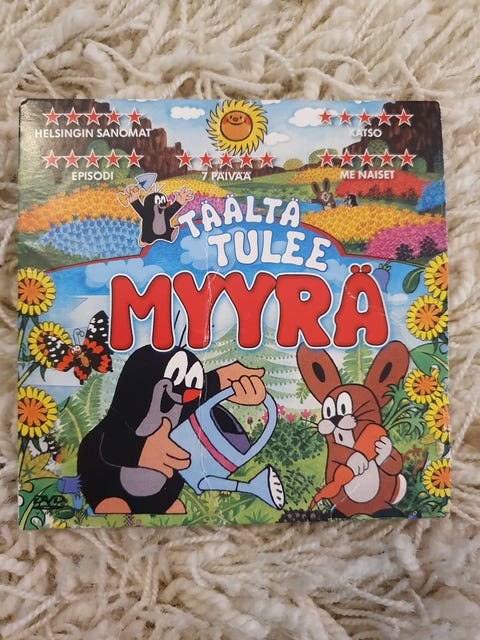 ★★★★★
HELSINGIN SANOMAT
★★★★★
KATSO
★★★★★
EPISODI
★★★★★
7 PÄIVÄÄ
★★★★★
ME NAISET
TÄÄLTÄ
TULEE
MYYRÄ
DVD